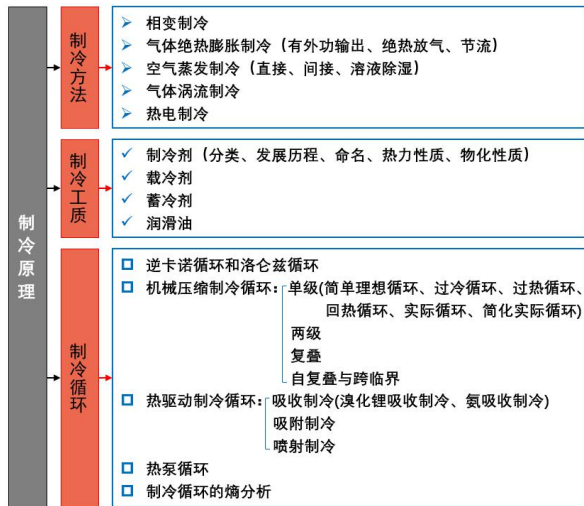 制冷原理
制冷方法
相变制冷
气体绝热膨胀制冷（有外功输出、绝热放气、节流）
空气蒸发制冷（直接、间接、溶液除湿）
气体涡流制冷
热电制冷
制冷工质
制冷剂（分类、发展历程、命名、热力性质、物化性质）
载冷剂
蓄冷剂
润滑油
制冷循环
逆卡诺循环和洛仑兹循环
机械压缩制冷循环：单级(简单理想循环、过冷循环、过热循环、
回热循环、实际循环、简化实际循环)
两级
复叠
自复叠与跨临界
热驱动制冷循环：吸收制冷(溴化锂吸收制冷、氨吸收制冷)
吸附制冷
喷射制冷
热泵循环
制冷循环的熵分析